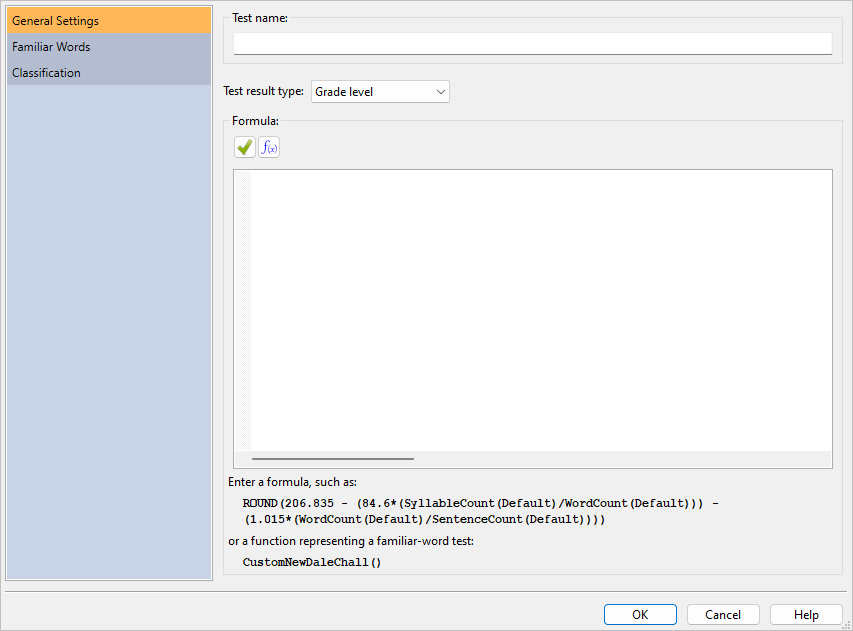 General Settings
Familiar Words
Classification
Test name:
Test result type: Grade level
Formula:
f(x)
Enter a formula, such as:
ROUND(206.835 - (84.6*(SyllableCount(Default)/WordCount(Default))) -
(1.015*(WordCount(Default)/SentenceCount(Default))))
or a function representing a familiar-word test:
CustomNewDaleChall()
OK Cancel Help